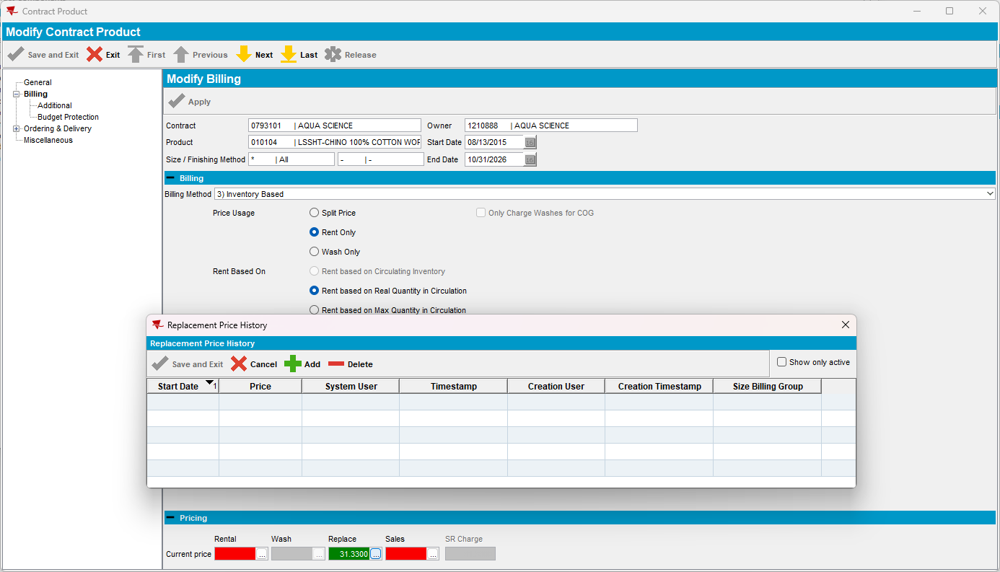 Contract Product
Modify Contract Product
Save and Exit Exit First Previous Next Last Release
General
Billing
Additional
Budget Protection
Ordering & Delivery
Miscellaneous
Modify Billing
Apply
Contract 0793101 | AQUA SCIENCE Owner 1210888 | AQUA SCIENCE
Product 010104 | LSSHT-CHINO 100% COTTON WOR Start Date 08/13/2015 16
Size / Finishing Method * | All - | - End Date 10/31/2026 16
Billing
Billing Method 3) Inventory Based
Price Usage Split Price Only Charge Washes for COG
Rent Only
Wash Only
Rent Based On Rent based on Circulating Inventory
Rent based on Real Quantity in Circulation
Rent based on Max Quantity in Circulation
Replacement Price History
Replacement Price History
Save and Exit Cancel Add Delete Show only active
Start Date 1 Price System User Timestamp Creation User Creation Timestamp Size Billing Group
Pricing
Rental Wash Replace Sales SR Charge
Current price ... ... 31.3300 ... ...